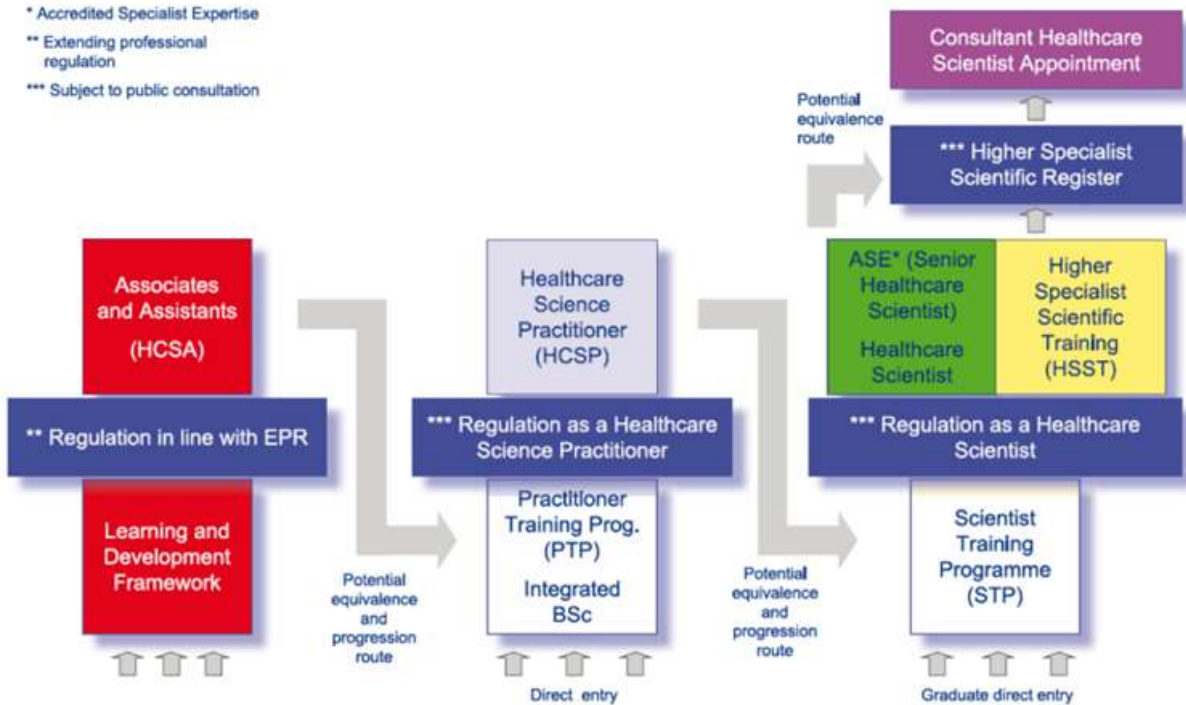 * Accredited Specialist Expertise
** Extending professional
regulation
*** Subject to public consultation
Consultant Healthcare
Scientist Appointment
Potential
equivalence
route
*** Higher Specialist
Scientific Register
Associates
and Assistants
(HCSA)
Healthcare
Science
Practitioner
(HCSP)
ASE* (Senior
Healthcare
Scientist)
Healthcare
Scientist
Higher
Specialist
Scientific
Training
(HSST)
** Regulation in line with EPR
*** Regulation as a Healthcare
Science Practitioner
*** Regulation as a Healthcare
Scientist
Learning and
Development
Framework
Potential
equivalence
and
progression
route
Practitioner
Training Prog.
(PTP)
Integrated
BSc
Potential
equivalence
and
progression
route
Scientist
Training
Programme
(STP)
Direct entry
Graduate direct entry